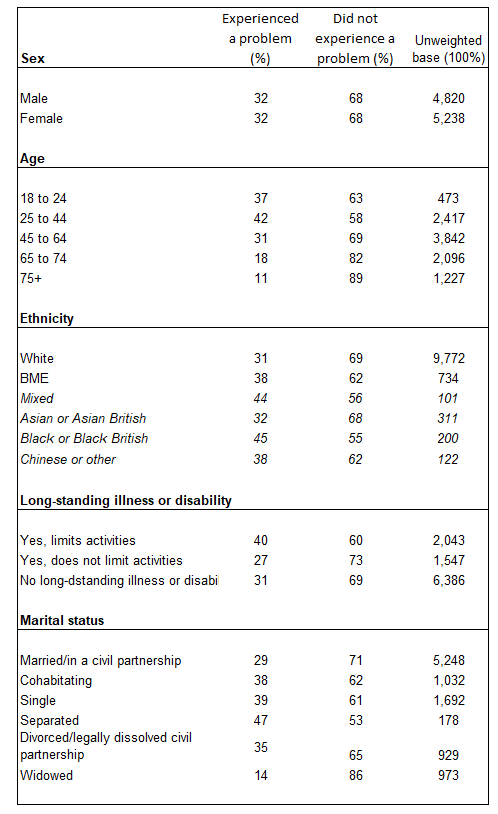 Experienced a problem (%) Did not experience a problem (%) Unweighted base (100%)
Sex
Male 32 68 4,820
Female 32 68 5,238
Age
18 to 24 37 63 473
25 to 44 42 58 2,417
45 to 64 31 69 3,842
65 to 74 18 82 2,096
75+ 11 89 1,227
Ethnicity
White 31 69 9,772
BME 38 62 734
Mixed 44 56 101
Asian or Asian British 32 68 311
Black or Black British 45 55 200
Chinese or other 38 62 122
Long-standing illness or disability
Yes, limits activities 40 60 2,043
Yes, does not limit activities 27 73 1,547
No long-dstanding illness or disabi 31 69 6,386
Marital status
Married/in a civil partnership 29 71 5,248
Cohabitating 38 62 1,032
Single 39 61 1,692
Separated 47 53 178
Divorced/legally dissolved civil
partnership 35 65 929
Widowed 14 86 973